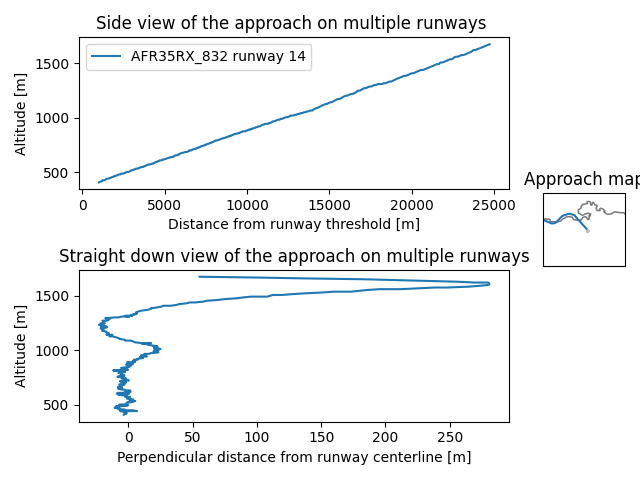 Side view of the approach on multiple runways
AFR35RX_832 runway 14
Altitude [m]
1500
1000
500
0 5000 10000 15000 20000 25000
Distance from runway threshold [m]
Approach map
Straight down view of the approach on multiple runways
Altitude [m]
1500
1000
500
0 50 100 150 200 250
Perpendicular distance from runway centerline [m]